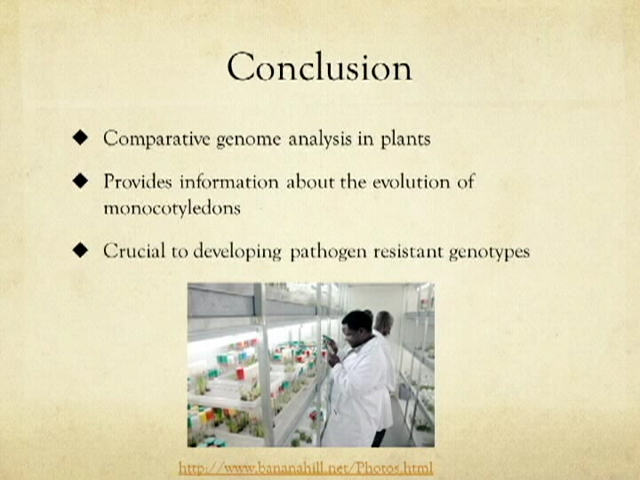 Conclusion
Comparative genome analysis in plants
Provides information about the evolution of
monocotyledons
Crucial to developing pathogen resistant genotypes
http://www.bananahill.net/Photos.html